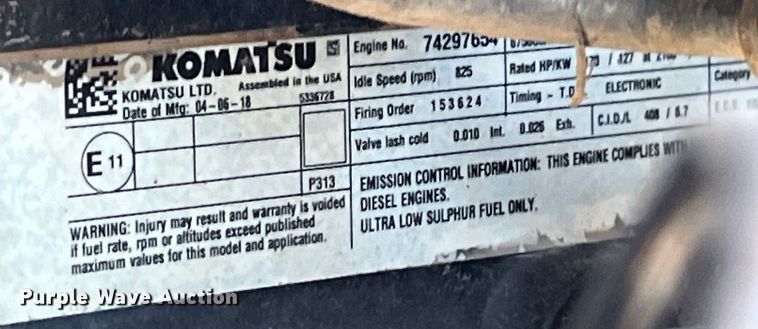 KOMATSU
KOMATSU LTD. Assembled in the USA
Date of Mfg: 04-06-18 5336728
E 11
P313
WARNING: Injury may result and warranty is voided
if fuel rate, rpm or altitudes exceed published
maximum values for this model and application.
Engine No. 74297654
Idle Speed (rpm) 825 Rated HP/KW / 127
Firing Order 153624 Timing - T.D ELECTRONIC Category
Valve lash cold 0.010 Int. 0.026 Exh. C.I.D./L 408 / 6.7
EMISSION CONTROL INFORMATION: THIS ENGINE COMPLIES WITH
DIESEL ENGINES.
ULTRA LOW SULPHUR FUEL ONLY.
Purple Wave Auction